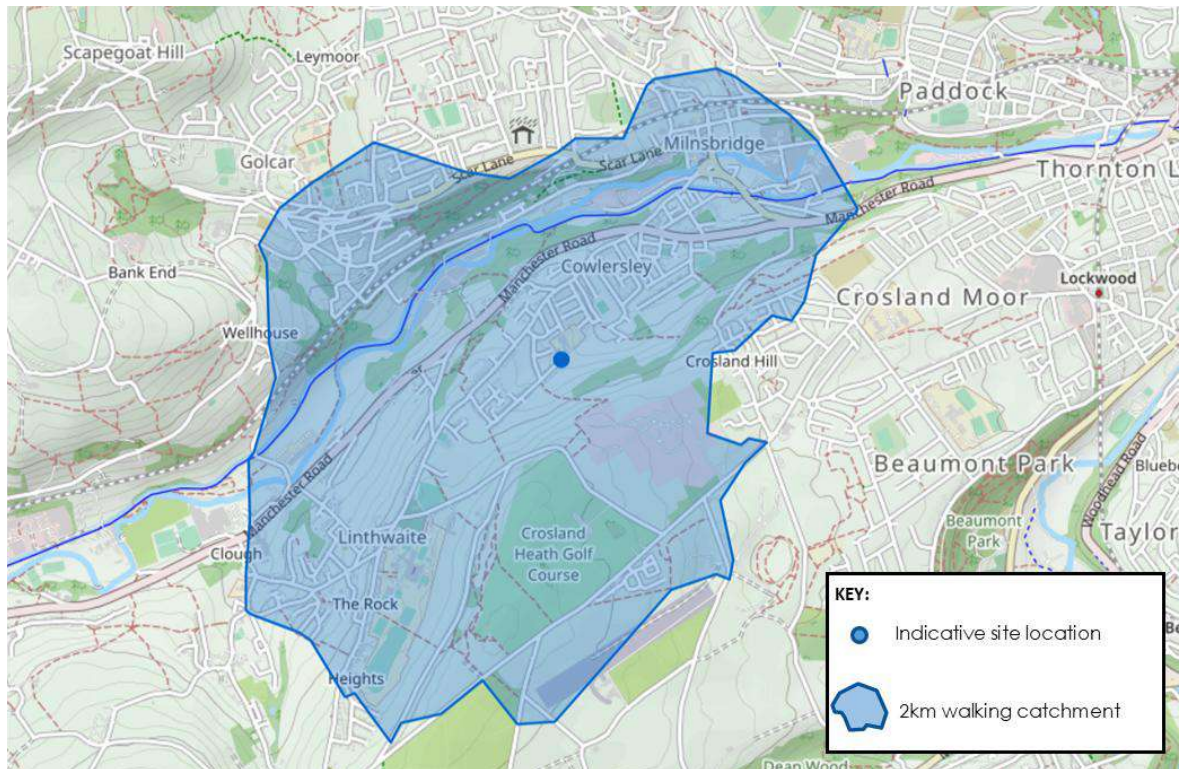 Scapegoat Hill
Leymoor
Paddock
Golcar
Scar Lane
Scar Lane
Milnsbridge
Thornton L
Manchester Road
Manchester Road
Cowlersley
Bank End
Lockwood
Crosland Moor
Wellhouse
Crosland Hill
Beaumont Park
Woodhead Road
Blueb
Manchester Road
Linthwaite
Crosland
Heath Golf
Course
Beaumont
Park
Taylor
Clough
The Rock
Heights
KEY:
Indicative site location
2km walking catchment
Be
Dean Wood